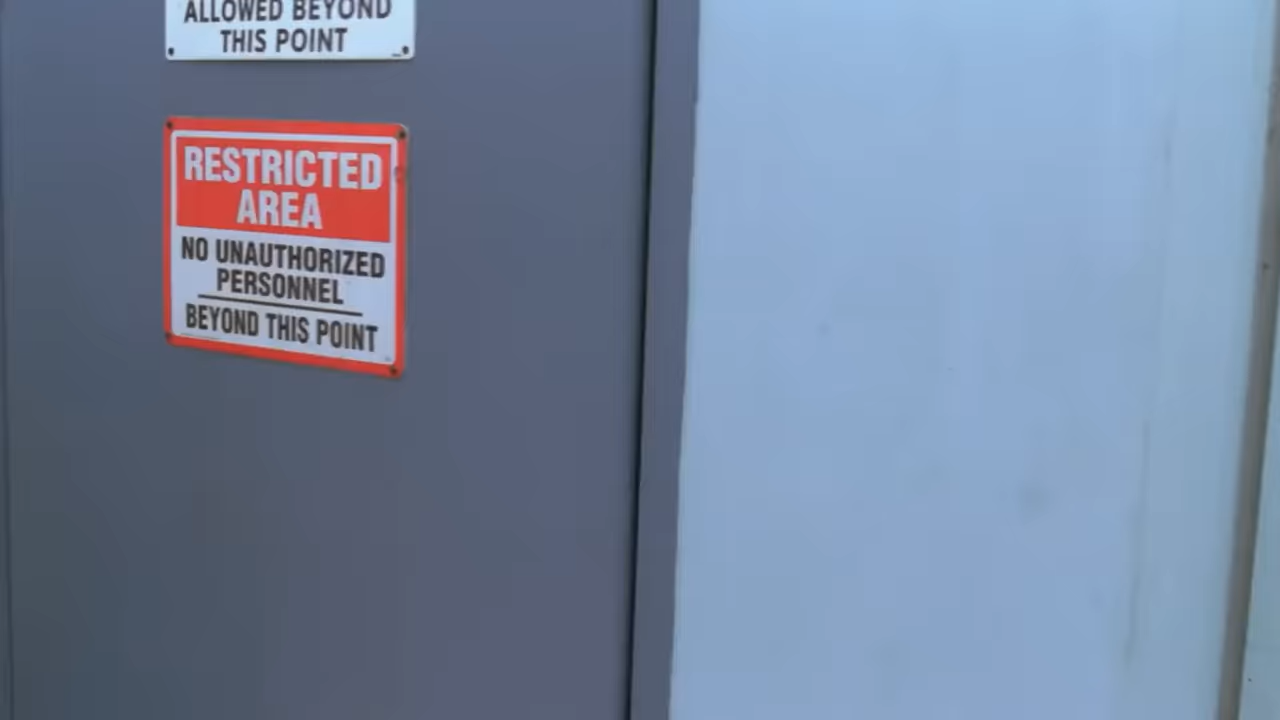 ALLOWED BEYOND
THIS POINT
RESTRICTED
AREA
NO UNAUTHORIZED
PERSONNEL
BEYOND THIS POINT